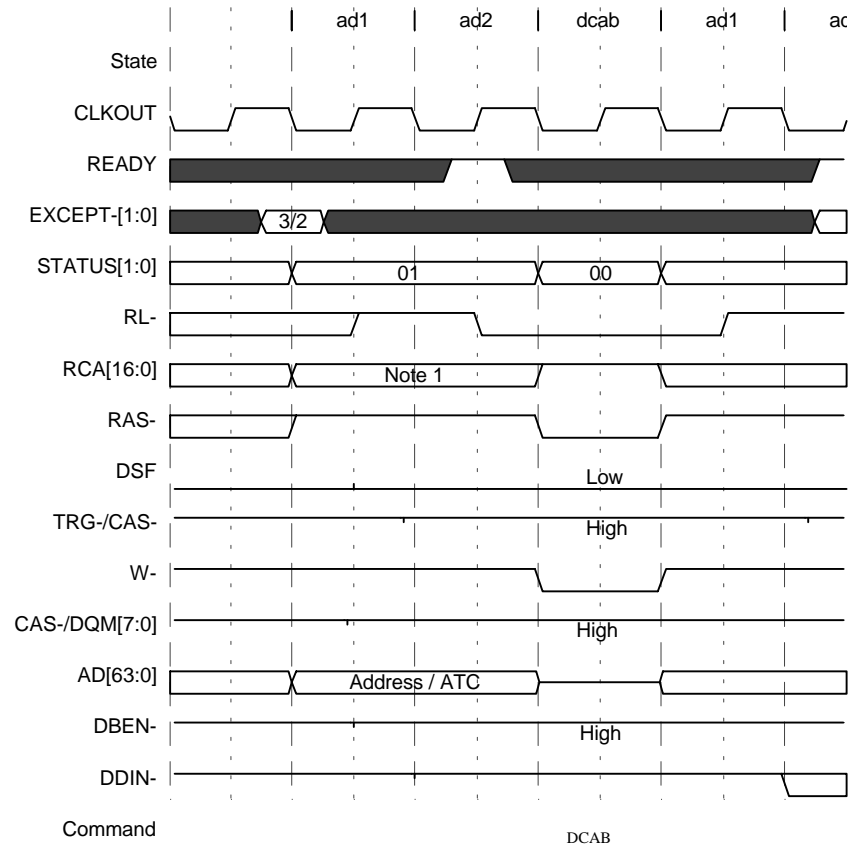 ad1 ad2 dcab ad1 ad
State
CLKOUT
READY
EXCEPT-[1:0] 3/2
STATUS[1:0] 01 00
RL-
RCA[16:0] Note 1
RAS-
DSF Low
TRG-/CAS- High
W-
CAS-/DQM[7:0] High
AD[63:0] Address / ATC
DBEN- High
DDIN-
Command DCAB